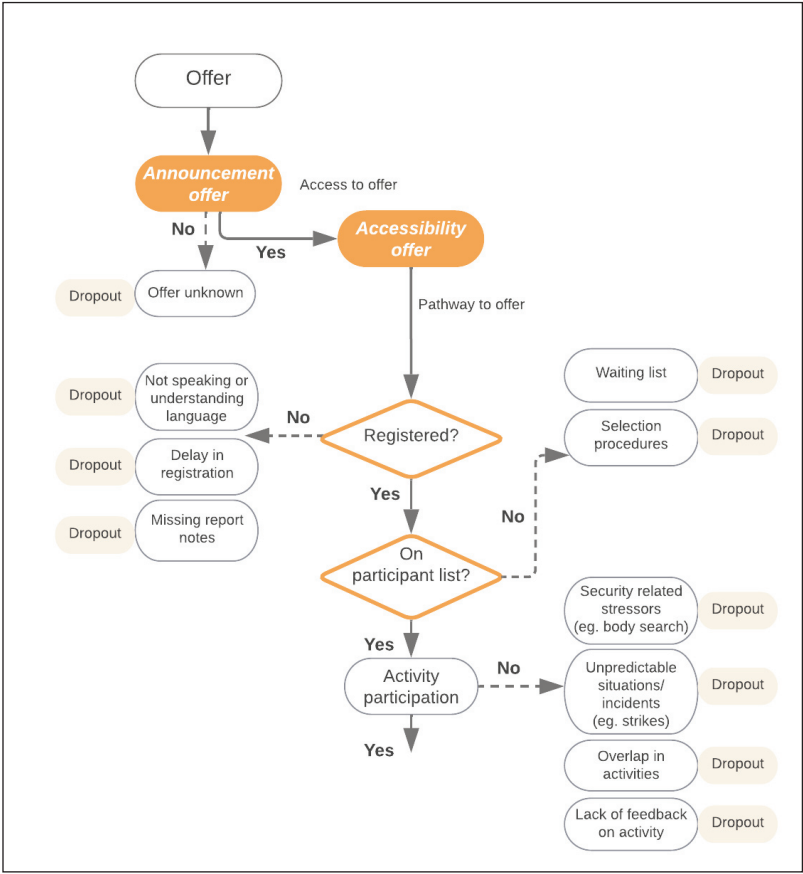 Offer
Announcement
offer
Access to offer
No
Yes
Accessibility
offer
Dropout
Offer unknown
Pathway to offer
Waiting list
Dropout
Dropout
Not speaking or
understanding
language
No
Registered?
Selection
procedures
Dropout
Dropout
Delay in
registration
Yes
No
Dropout
Missing report
notes
On
participant list?
Security related
stressors
(eg. body search)
Dropout
Yes
Activity
participation
No
Unpredictable
situations/
incidents
(eg. strikes)
Dropout
Yes
Overlap in
activities
Dropout
Lack of feedback
on activity
Dropout